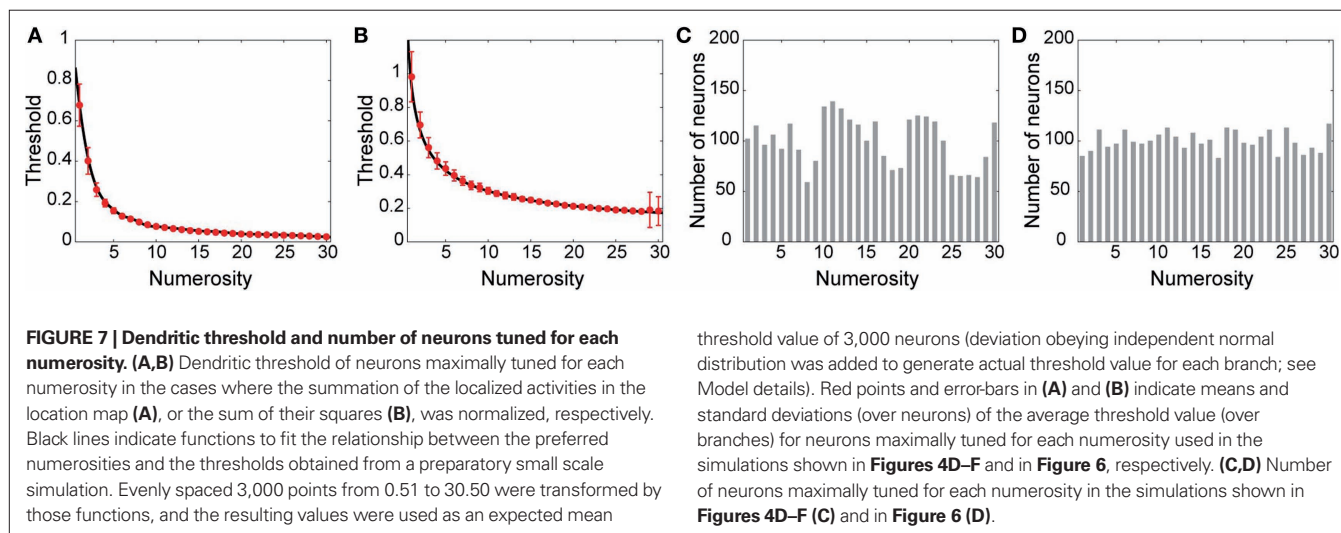 A
B
C
D
1
0.8
0.6
0.4
0.2
0
Threshold
5 10 15 20 25 30
Numerosity
1
0.8
0.6
0.4
0.2
0
Threshold
5 10 15 20 25 30
Numerosity
200
150
100
50
0
Number of neurons
5 10 15 20 25 30
Numerosity
200
150
100
50
0
Number of neurons
5 10 15 20 25 30
Numerosity
FIGURE 7 | Dendritic threshold and number of neurons tuned for each
numerosity. (A,B) Dendritic threshold of neurons maximally tuned for each
numerosity in the cases where the summation of the localized activities in the
location map (A), or the sum of their squares (B), was normalized, respectively.
Black lines indicate functions to fit the relationship between the preferred
numerosities and the thresholds obtained from a preparatory small scale
simulation. Evenly spaced 3,000 points from 0.51 to 30.50 were transformed by
those functions, and the resulting values were used as an expected mean
threshold value of 3,000 neurons (deviation obeying independent normal
distribution was added to generate actual threshold value for each branch; see
Model details). Red points and error-bars in (A) and (B) indicate means and
standard deviations (over neurons) of the average threshold value (over
branches) for neurons maximally tuned for each numerosity used in the
simulations shown in Figures 4D–F and in Figure 6, respectively. (C,D) Number
of neurons maximally tuned for each numerosity in the simulations shown in
Figures 4D–F (C) and in Figure 6 (D).